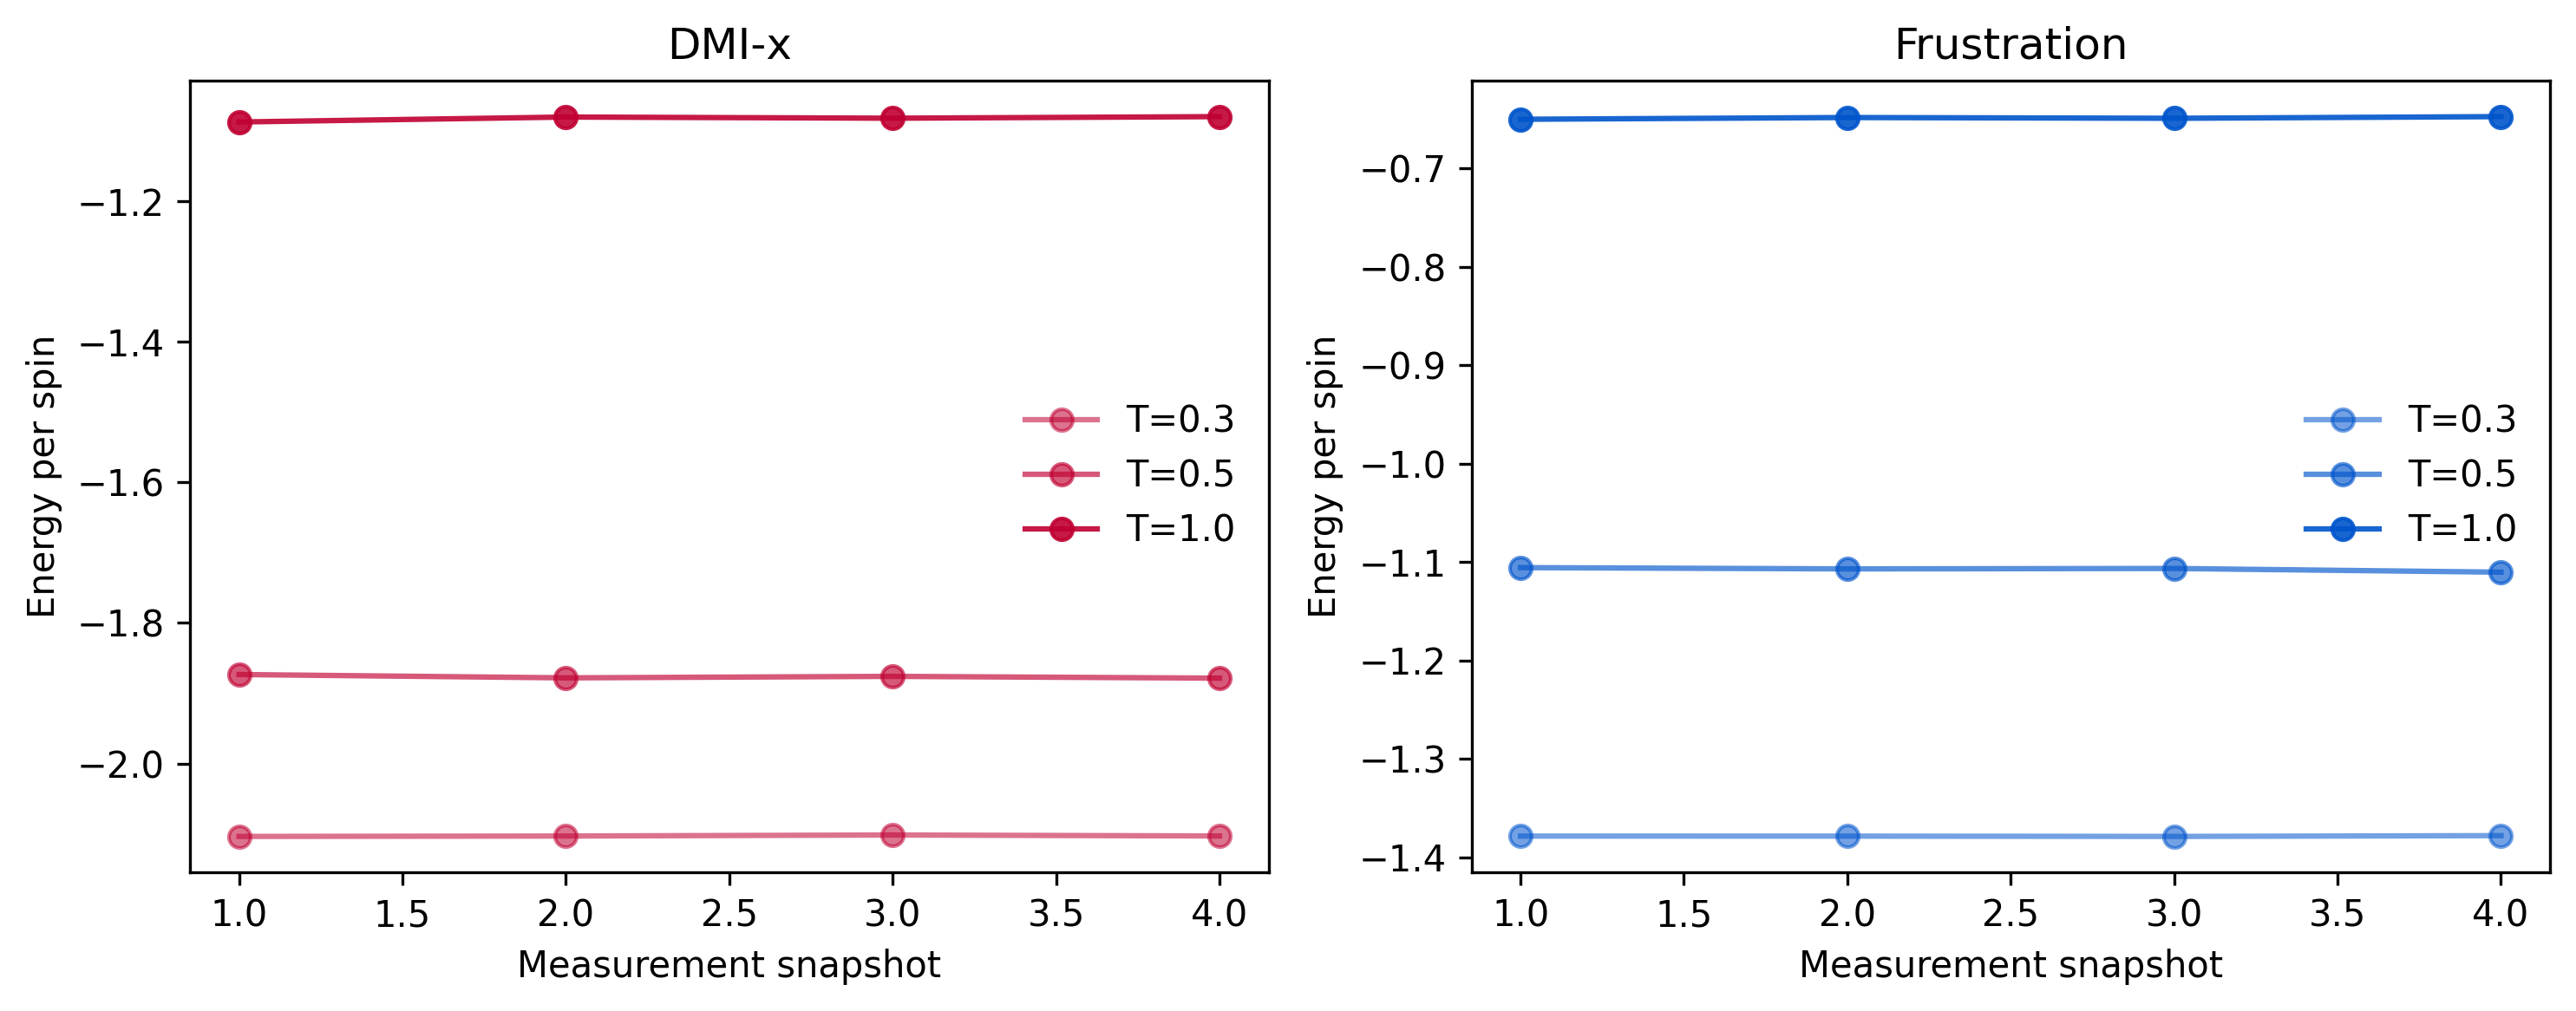 DMI-x
Energy per spin
−1.2
−1.4
−1.6
−1.8
−2.0
T=0.3
T=0.5
T=1.0
1.0 1.5 2.0 2.5 3.0 3.5 4.0
Measurement snapshot
Frustration
Energy per spin
−0.7
−0.8
−0.9
−1.0
−1.1
−1.2
−1.3
−1.4
T=0.3
T=0.5
T=1.0
1.0 1.5 2.0 2.5 3.0 3.5 4.0
Measurement snapshot